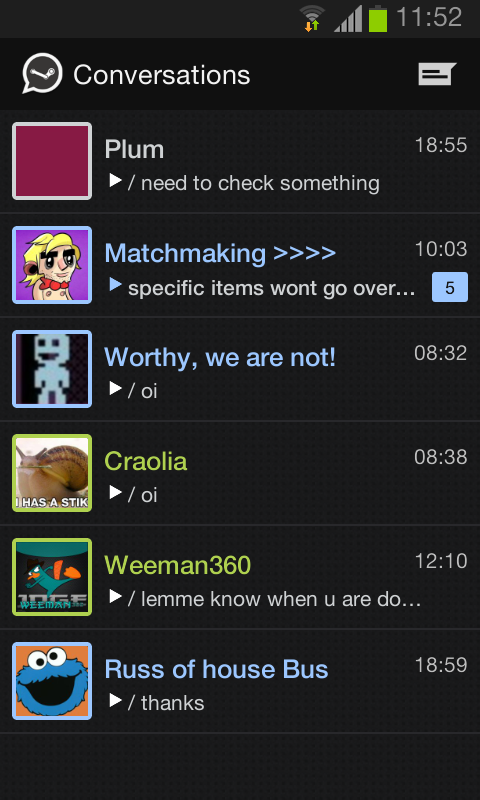 11:52
Conversations
Plum
18:55
/ need to check something
Matchmaking >>>>
10:03
specific items wont go over...
5
Worthy, we are not!
08:32
/ oi
I HAS A STIK
Craolia
08:38
/ oi
WEEMAN
Weeman360
12:10
/ lemme know when u are do...
Russ of house Bus
18:59
/ thanks